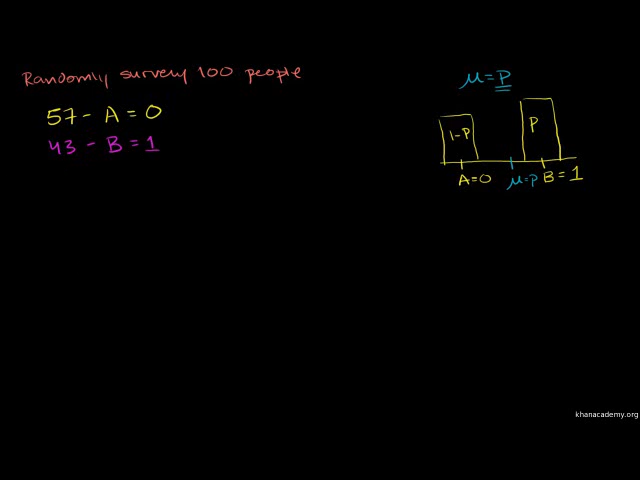 Randomly survey 100 people
57 - A = 0
43 - B = 1
μ = P
1-P
P
A=0
μ=p
B = 1
khanacademy.org